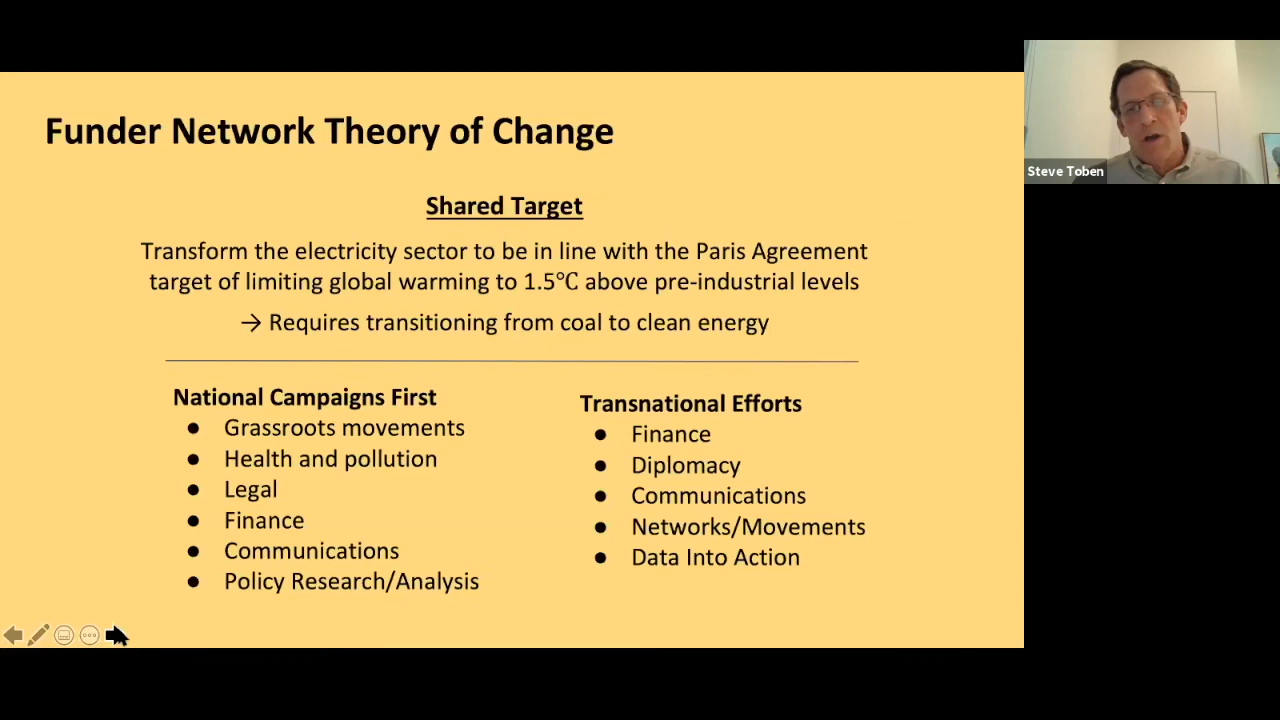 Funder Network Theory of Change
Shared Target
Transform the electricity sector to be in line with the Paris Agreement
target of limiting global warming to 1.5℃ above pre-industrial levels
→ Requires transitioning from coal to clean energy
National Campaigns First
● Grassroots movements
● Health and pollution
● Legal
● Finance
● Communications
● Policy Research/Analysis
Transnational Efforts
● Finance
● Diplomacy
● Communications
● Networks/Movements
● Data Into Action
Steve Toben